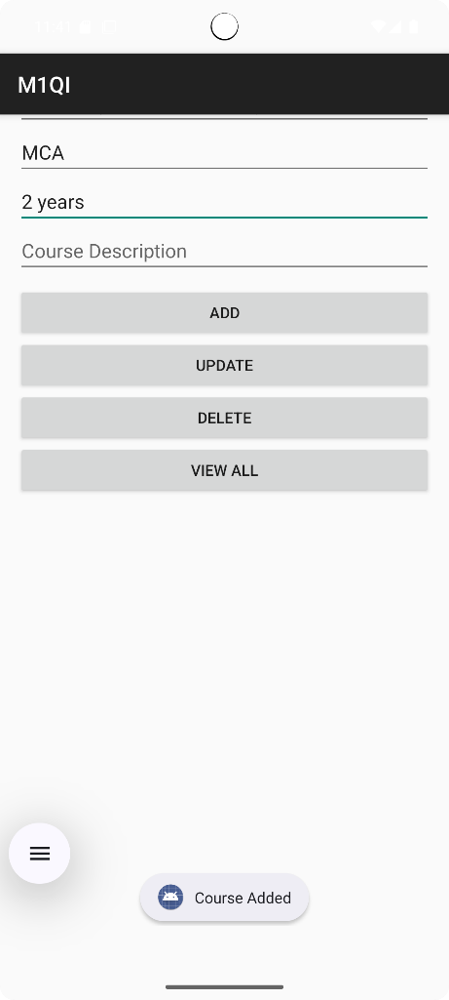 M1QI
MCA
2 years
Course Description
ADD
UPDATE
DELETE
VIEW ALL
Course Added